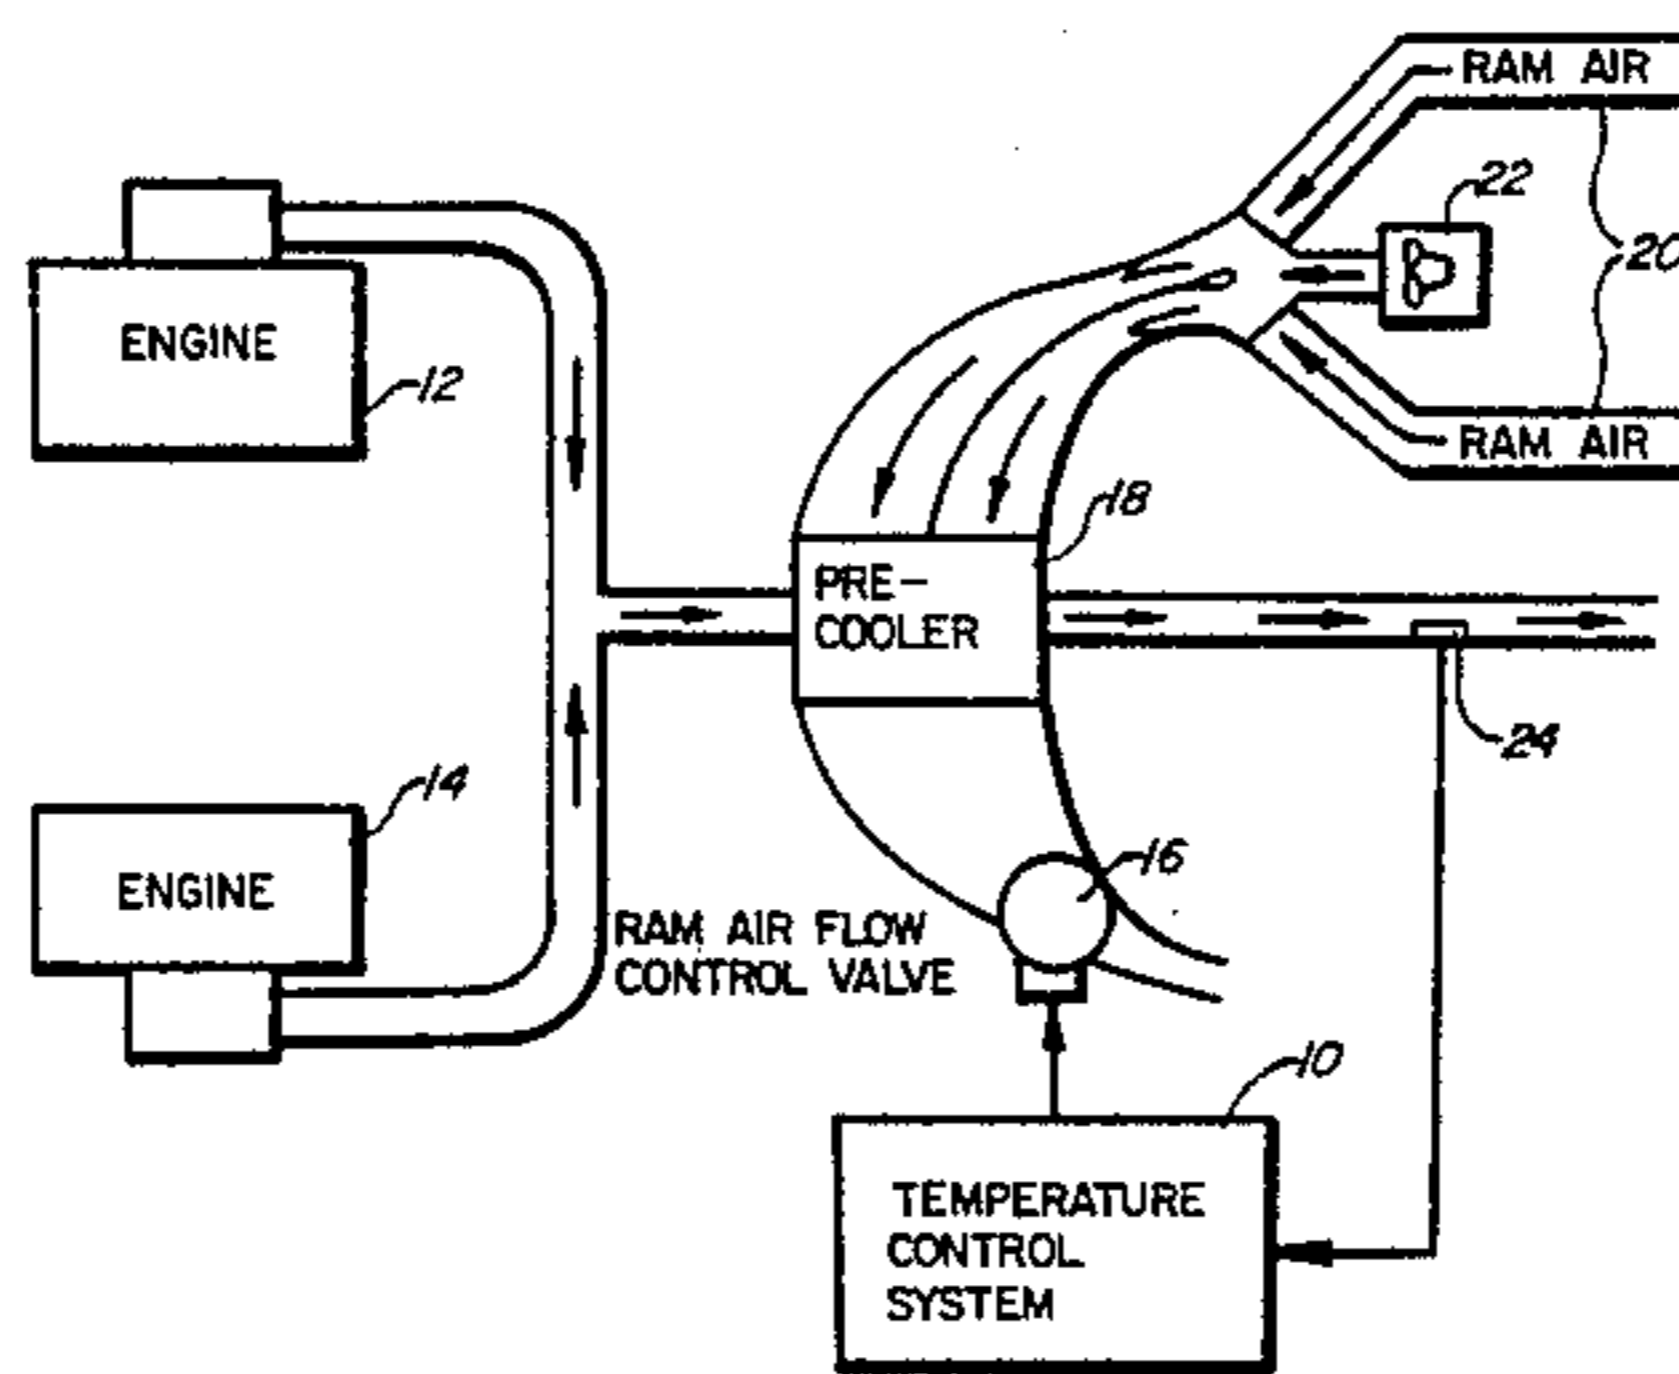 RAM AIR
22
20
ENGINE
12
RAM AIR
18
PRE-
COOLER
24
14
16
ENGINE
RAM AIR FLOW
CONTROL VALVE
10
TEMPERATURE
CONTROL
SYSTEM